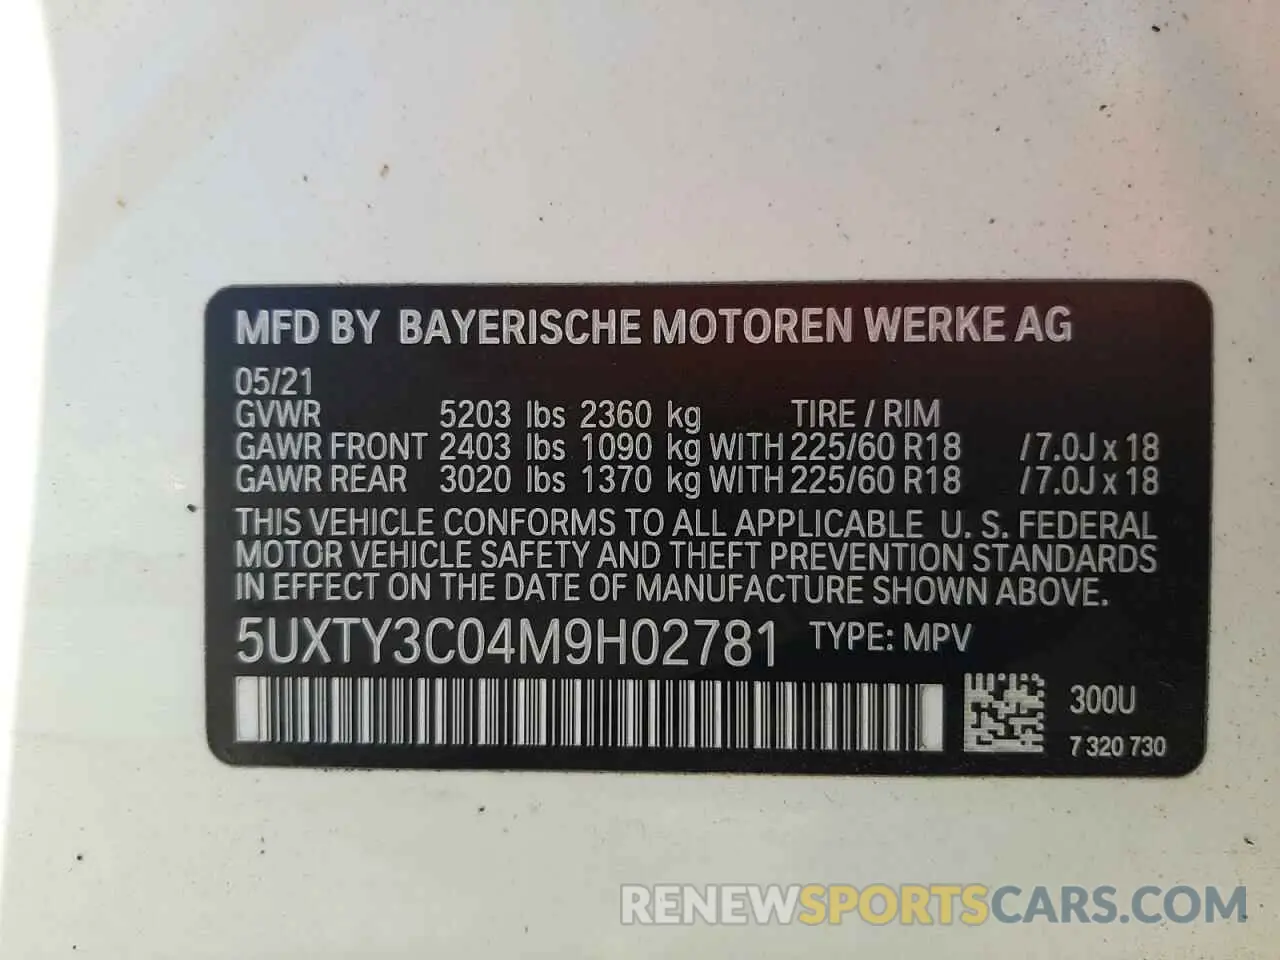 MFD BY BAYERISCHE MOTOREN WERKE AG
05/21
GVWR 5203 lbs 2360 kg TIRE / RIM
GAWR FRONT 2403 lbs 1090 kg WITH 225/60 R18 / 7.0J x 18
GAWR REAR 3020 lbs 1370 kg WITH 225/60 R18 / 7.0J x 18
THIS VEHICLE CONFORMS TO ALL APPLICABLE U. S. FEDERAL
MOTOR VEHICLE SAFETY AND THEFT PREVENTION STANDARDS
IN EFFECT ON THE DATE OF MANUFACTURE SHOWN ABOVE.
5UXTY3C04M9H02781 TYPE: MPV
300U
7 320 730
RENEWSPORTSCARS.COM